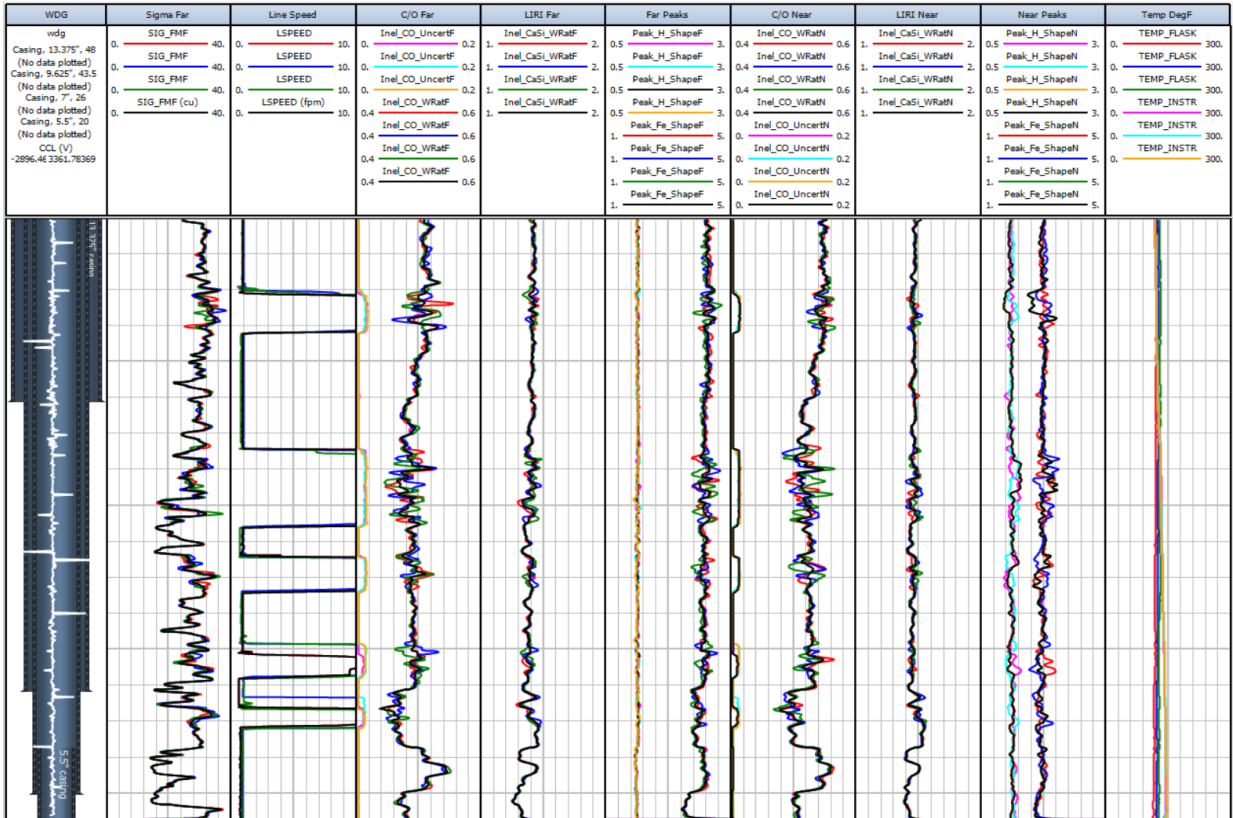 WDG
Sigma Far
Line Speed
C/O Far
LIRI Far
Far Peaks
C/O Near
LIRI Near
Near Peaks
Temp DegF
wdg
Casing, 13.375", 48
(No data plotted)
Casing, 9.625", 43.5
(No data plotted)
Casing, 7", 26
(No data plotted)
Casing, 5.5", 20
(No data plotted)
CCL (V)
-2896.46 3361.78369
SIG_FMF
0. 40.
SIG_FMF
0. 40.
SIG_FMF
0. 40.
SIG_FMF (cu)
0. 40.
LSPEED
0. 10.
LSPEED
0. 10.
LSPEED
0. 10.
LSPEED (fpm)
0. 10.
Inel_CO_UncertF
0. 0.2
Inel_CO_UncertF
0. 0.2
Inel_CO_UncertF
0. 0.2
Inel_CO_WRatF
0.4 0.6
Inel_CO_WRatF
0.4 0.6
Inel_CO_WRatF
0.4 0.6
Inel_CO_WRatF
0.4 0.6
Inel_CaSi_WRatF
1. 2.
Inel_CaSi_WRatF
1. 2.
Inel_CaSi_WRatF
1. 2.
Inel_CaSi_WRatF
1. 2.
Peak_H_ShapeF
0.5 3.
Peak_H_ShapeF
0.5 3.
Peak_H_ShapeF
0.5 3.
Peak_H_ShapeF
0.5 3.
Peak_Fe_ShapeF
1. 5.
Peak_Fe_ShapeF
1. 5.
Peak_Fe_ShapeF
1. 5.
Peak_Fe_ShapeF
1. 5.
Inel_CO_WRatN
0.4 0.6
Inel_CO_WRatN
0.4 0.6
Inel_CO_WRatN
0.4 0.6
Inel_CO_WRatN
0.4 0.6
Inel_CO_UncertN
0. 0.2
Inel_CO_UncertN
0. 0.2
Inel_CO_UncertN
0. 0.2
Inel_CO_UncertN
0. 0.2
Inel_CaSi_WRatN
1. 2.
Inel_CaSi_WRatN
1. 2.
Inel_CaSi_WRatN
1. 2.
Inel_CaSi_WRatN
1. 2.
Peak_H_ShapeN
0.5 3.
Peak_H_ShapeN
0.5 3.
Peak_H_ShapeN
0.5 3.
Peak_H_ShapeN
0.5 3.
Peak_Fe_ShapeN
1. 5.
Peak_Fe_ShapeN
1. 5.
Peak_Fe_ShapeN
1. 5.
Peak_Fe_ShapeN
1. 5.
TEMP_FLASK
0. 300.
TEMP_FLASK
0. 300.
TEMP_FLASK
0. 300.
TEMP_INSTR
0. 300.
TEMP_INSTR
0. 300.
TEMP_INSTR
0. 300.
13.375" casing
5.5" casing